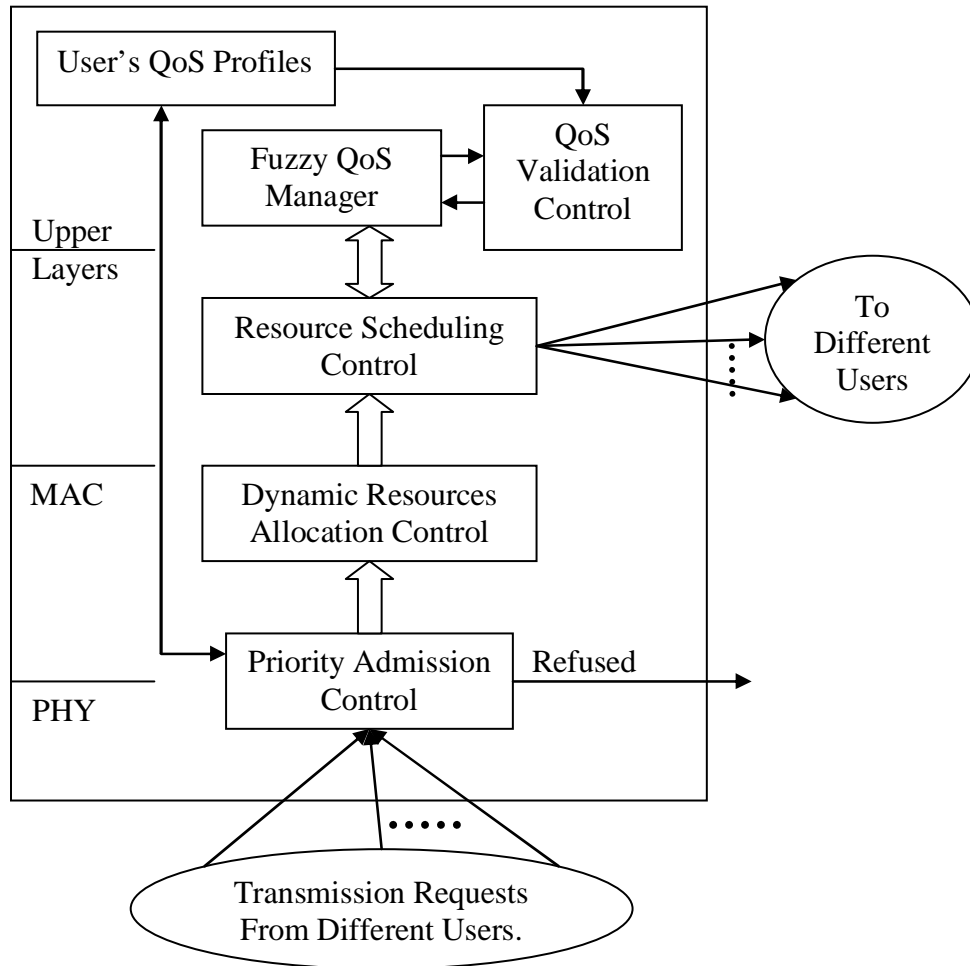 User’s QoS Profiles
Fuzzy QoS
Manager
QoS
Validation
Control
Upper
Layers
Resource Scheduling
Control
To
Different
Users
MAC
Dynamic Resources
Allocation Control
Priority Admission
Control
Refused
PHY
Transmission Requests
From Different Users.